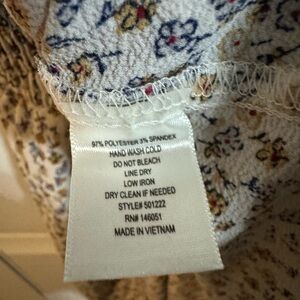 97% POLYESTER 3% SPANDEX
HAND WASH COLD
DO NOT BLEACH
LINE DRY
LOW IRON
DRY CLEAN IF NEEDED
STYLE# 501222
RN# 146051
MADE IN VIETNAM